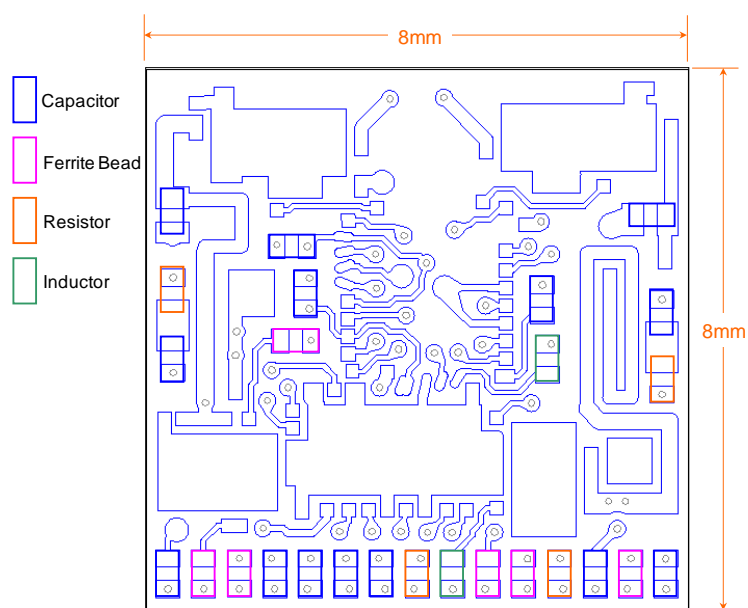 8mm
Capacitor
Ferrite Bead
Resistor
Inductor
8mm